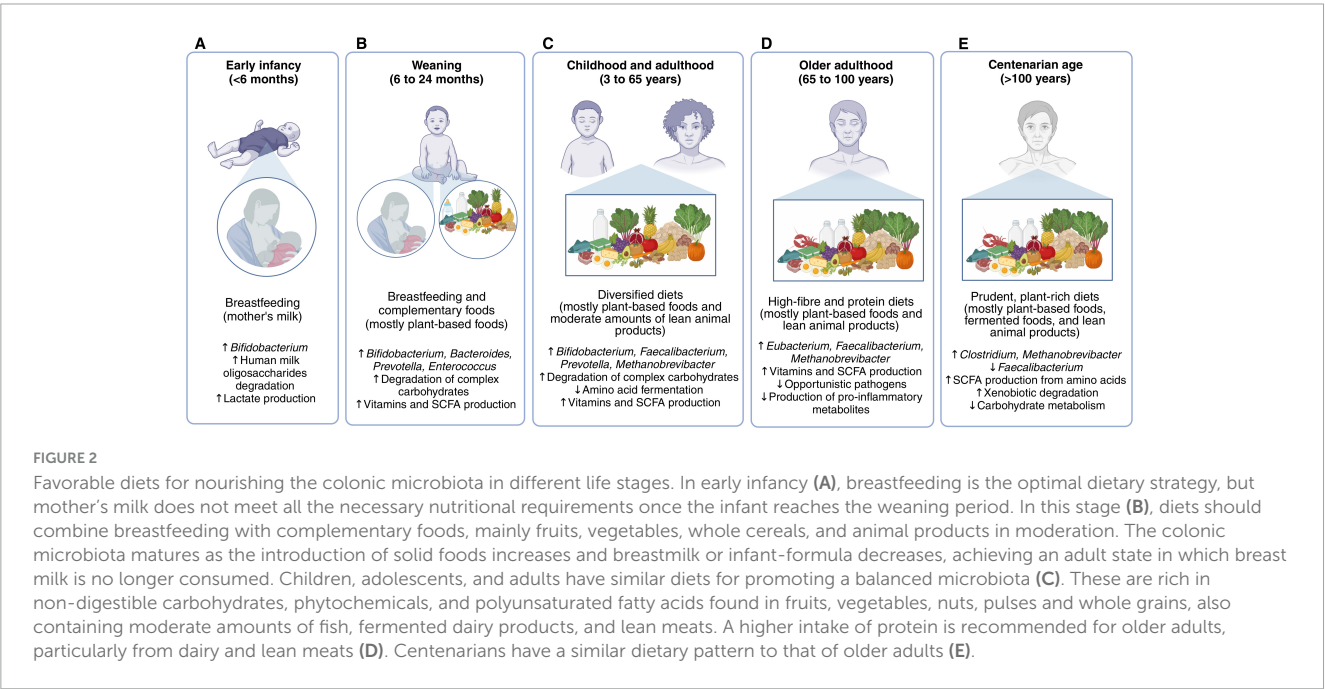 A
Early infancy
(<6 months)
Breastfeeding
(mother's milk)
↑Bifidobacterium
↑Human milk
oligosaccharides
degradation
↑Lactate production
B
Weaning
(6 to 24 months)
Breastfeeding and
complementary foods
(mostly plant-based foods)
↑Bifidobacterium, Bacteroides,
Prevotella, Enterococcus
↑Degradation of complex
carbohydrates
↑Vitamins and SCFA production
C
Childhood and adulthood
(3 to 65 years)
Diversified diets
(mostly plant-based foods and
moderate amounts of lean animal
products)
↑Bifidobacterium, Faecalibacterium,
Prevotella, Methanobrevibacter
↑Degradation of complex carbohydrates
↓Amino acid fermentation
↑Vitamins and SCFA production
D
Older adulthood
(65 to 100 years)
High-fibre and protein diets
(mostly plant-based foods and
lean animal products)
↑Eubacterium, Faecalibacterium,
Methanobrevibacter
↑Vitamins and SCFA production
↓Opportunistic pathogens
↓Production of pro-inflammatory
metabolites
E
Centenarian age
(>100 years)
Prudent, plant-rich diets
(mostly plant-based foods,
fermented foods, and lean
animal products)
↑Clostridium, Methanobrevibacter
↓Faecalibacterium
↑SCFA production from amino acids
↑Xenobiotic degradation
↓Carbohydrate metabolism
FIGURE 2
Favorable diets for nourishing the colonic microbiota in different life stages. In early infancy (A), breastfeeding is the optimal dietary strategy, but
mother's milk does not meet all the necessary nutritional requirements once the infant reaches the weaning period. In this stage (B), diets should
combine breastfeeding with complementary foods, mainly fruits, vegetables, whole cereals, and animal products in moderation. The colonic
microbiota matures as the introduction of solid foods increases and breastmilk or infant-formula decreases, achieving an adult state in which breast
milk is no longer consumed. Children, adolescents, and adults have similar diets for promoting a balanced microbiota (C). These are rich in
non-digestible carbohydrates, phytochemicals, and polyunsaturated fatty acids found in fruits, vegetables, nuts, pulses and whole grains, also
containing moderate amounts of fish, fermented dairy products, and lean meats. A higher intake of protein is recommended for older adults,
particularly from dairy and lean meats (D). Centenarians have a similar dietary pattern to that of older adults (E).